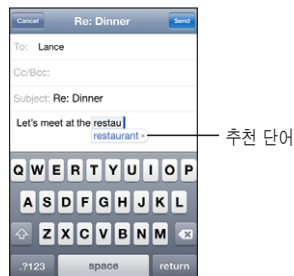 Cancel Re: Dinner Send
To: Lance
Cc/Bcc:
Subject: Re: Dinner
Let's meet at the restau
restaurant ×
추천 단어
Q W E R T Y U I O P
A S D F G H J K L
Z X C V B N M
.?123 space return